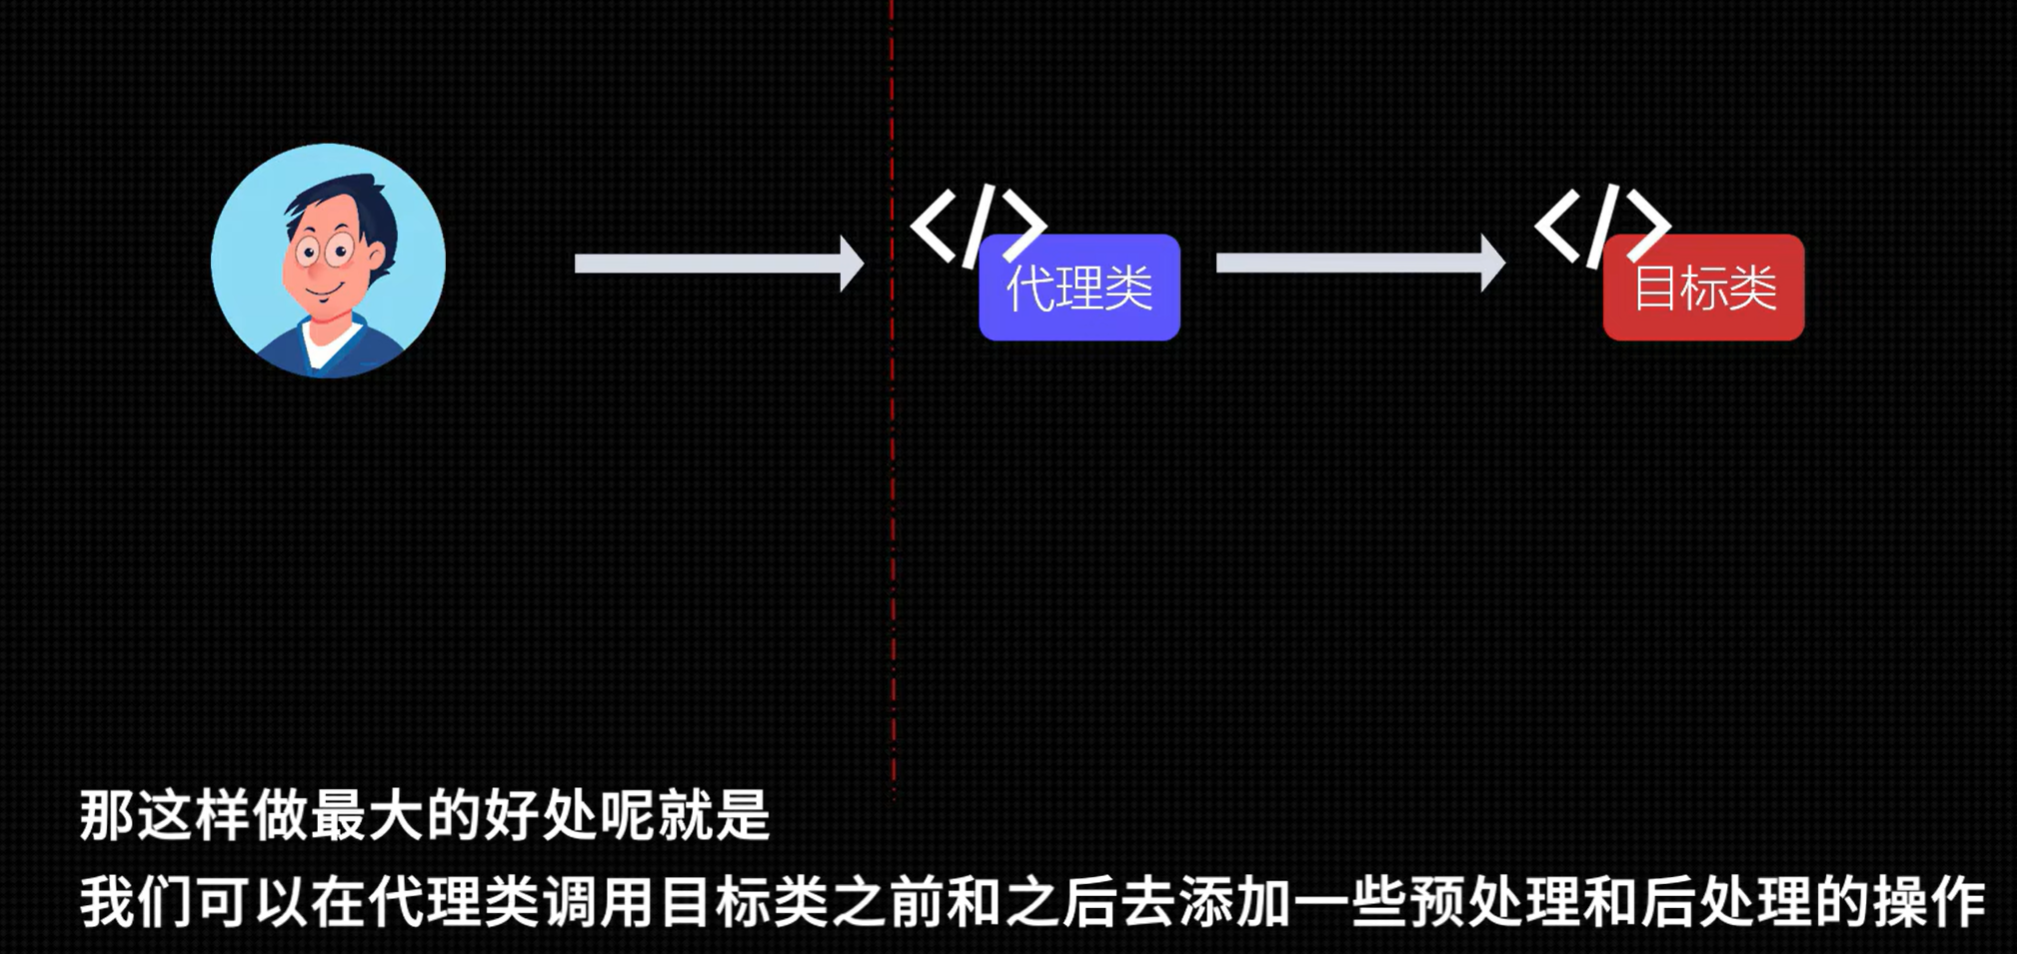 </> </>
代理类 目标类
那这样做最大的好处呢就是
我们可以在代理类调用目标类之前和之后去添加一些预处理和后处理的操作